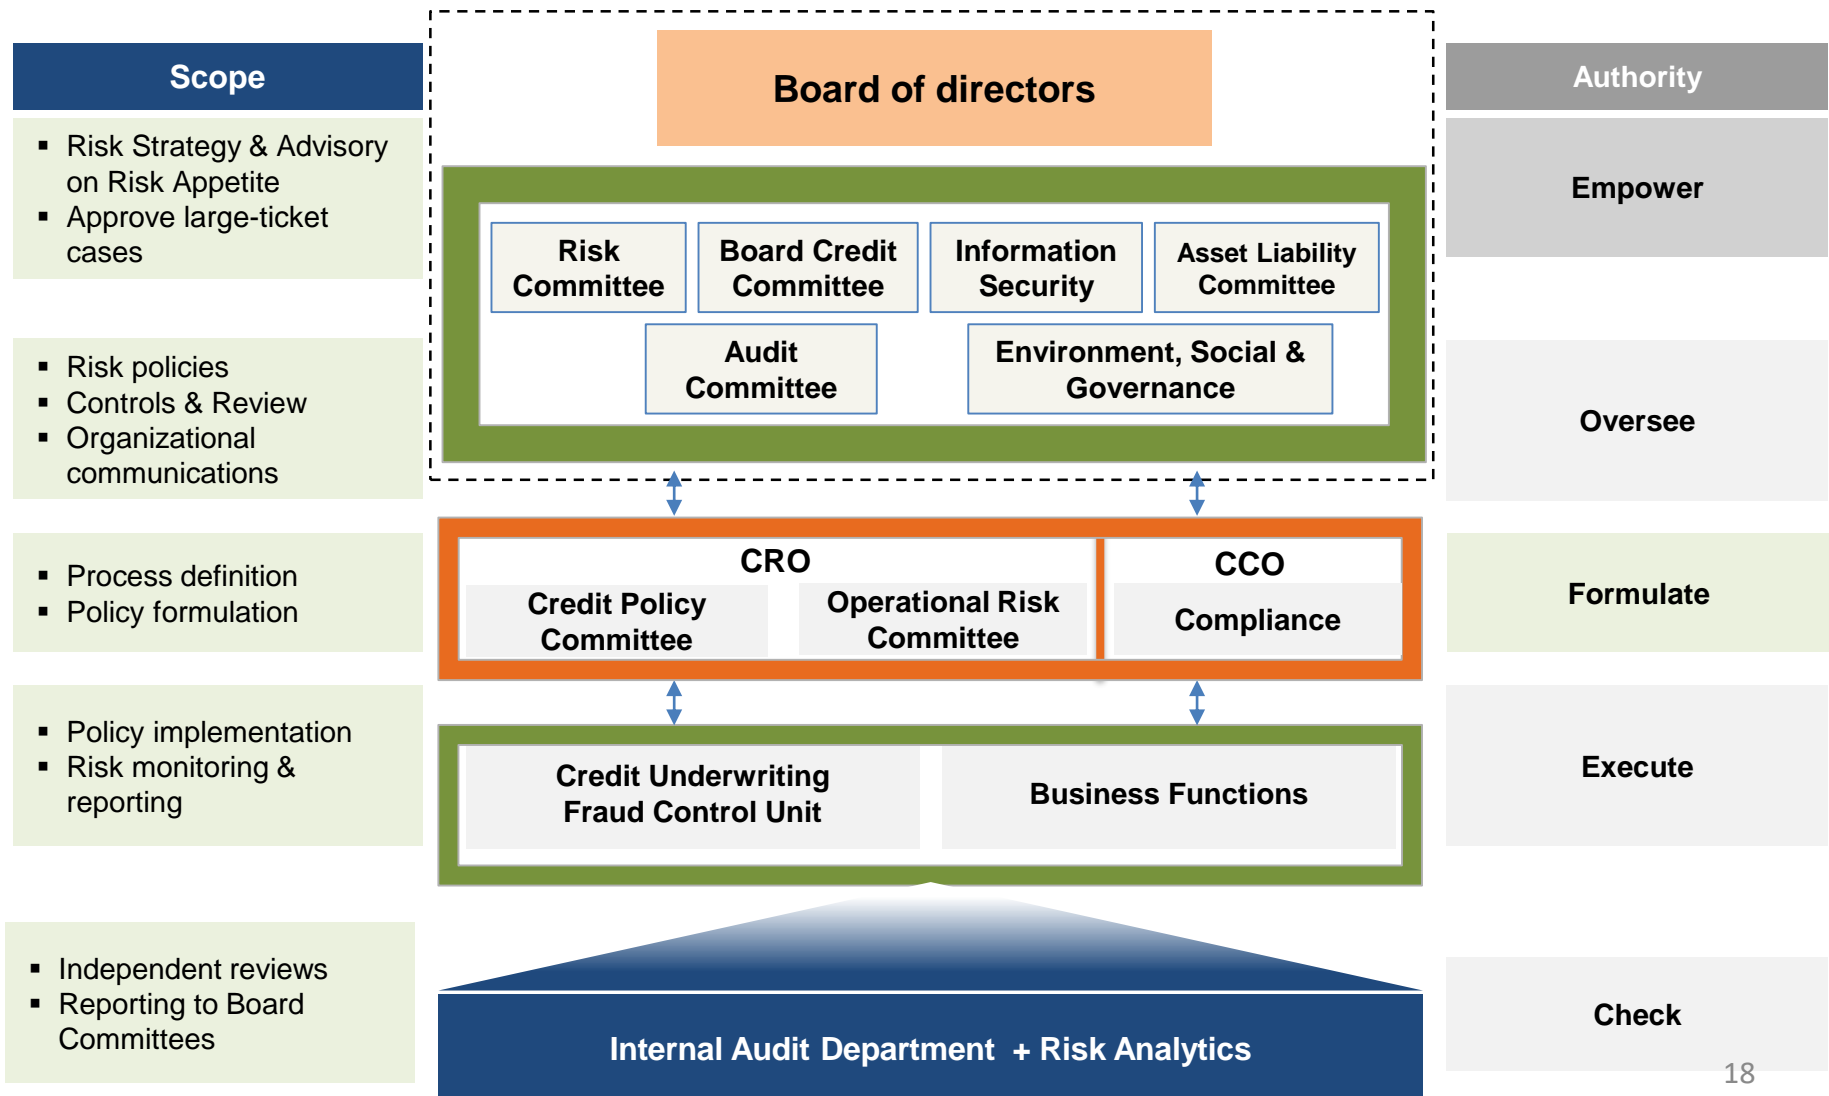 Scope
Board of directors
Authority
▪ Risk Strategy & Advisory
on Risk Appetite
▪ Approve large-ticket
cases
Empower
Risk
Committee
Board Credit
Committee
Information
Security
Asset Liability
Committee
Audit
Committee
Environment, Social &
Governance
▪ Risk policies
▪ Controls & Review
▪ Organizational
communications
Oversee
▪ Process definition
▪ Policy formulation
CRO
Credit Policy
Committee
Operational Risk
Committee
CCO
Compliance
Formulate
▪ Policy implementation
▪ Risk monitoring &
reporting
Credit Underwriting
Fraud Control Unit
Business Functions
Execute
▪ Independent reviews
▪ Reporting to Board
Committees
Internal Audit Department + Risk Analytics
Check
18